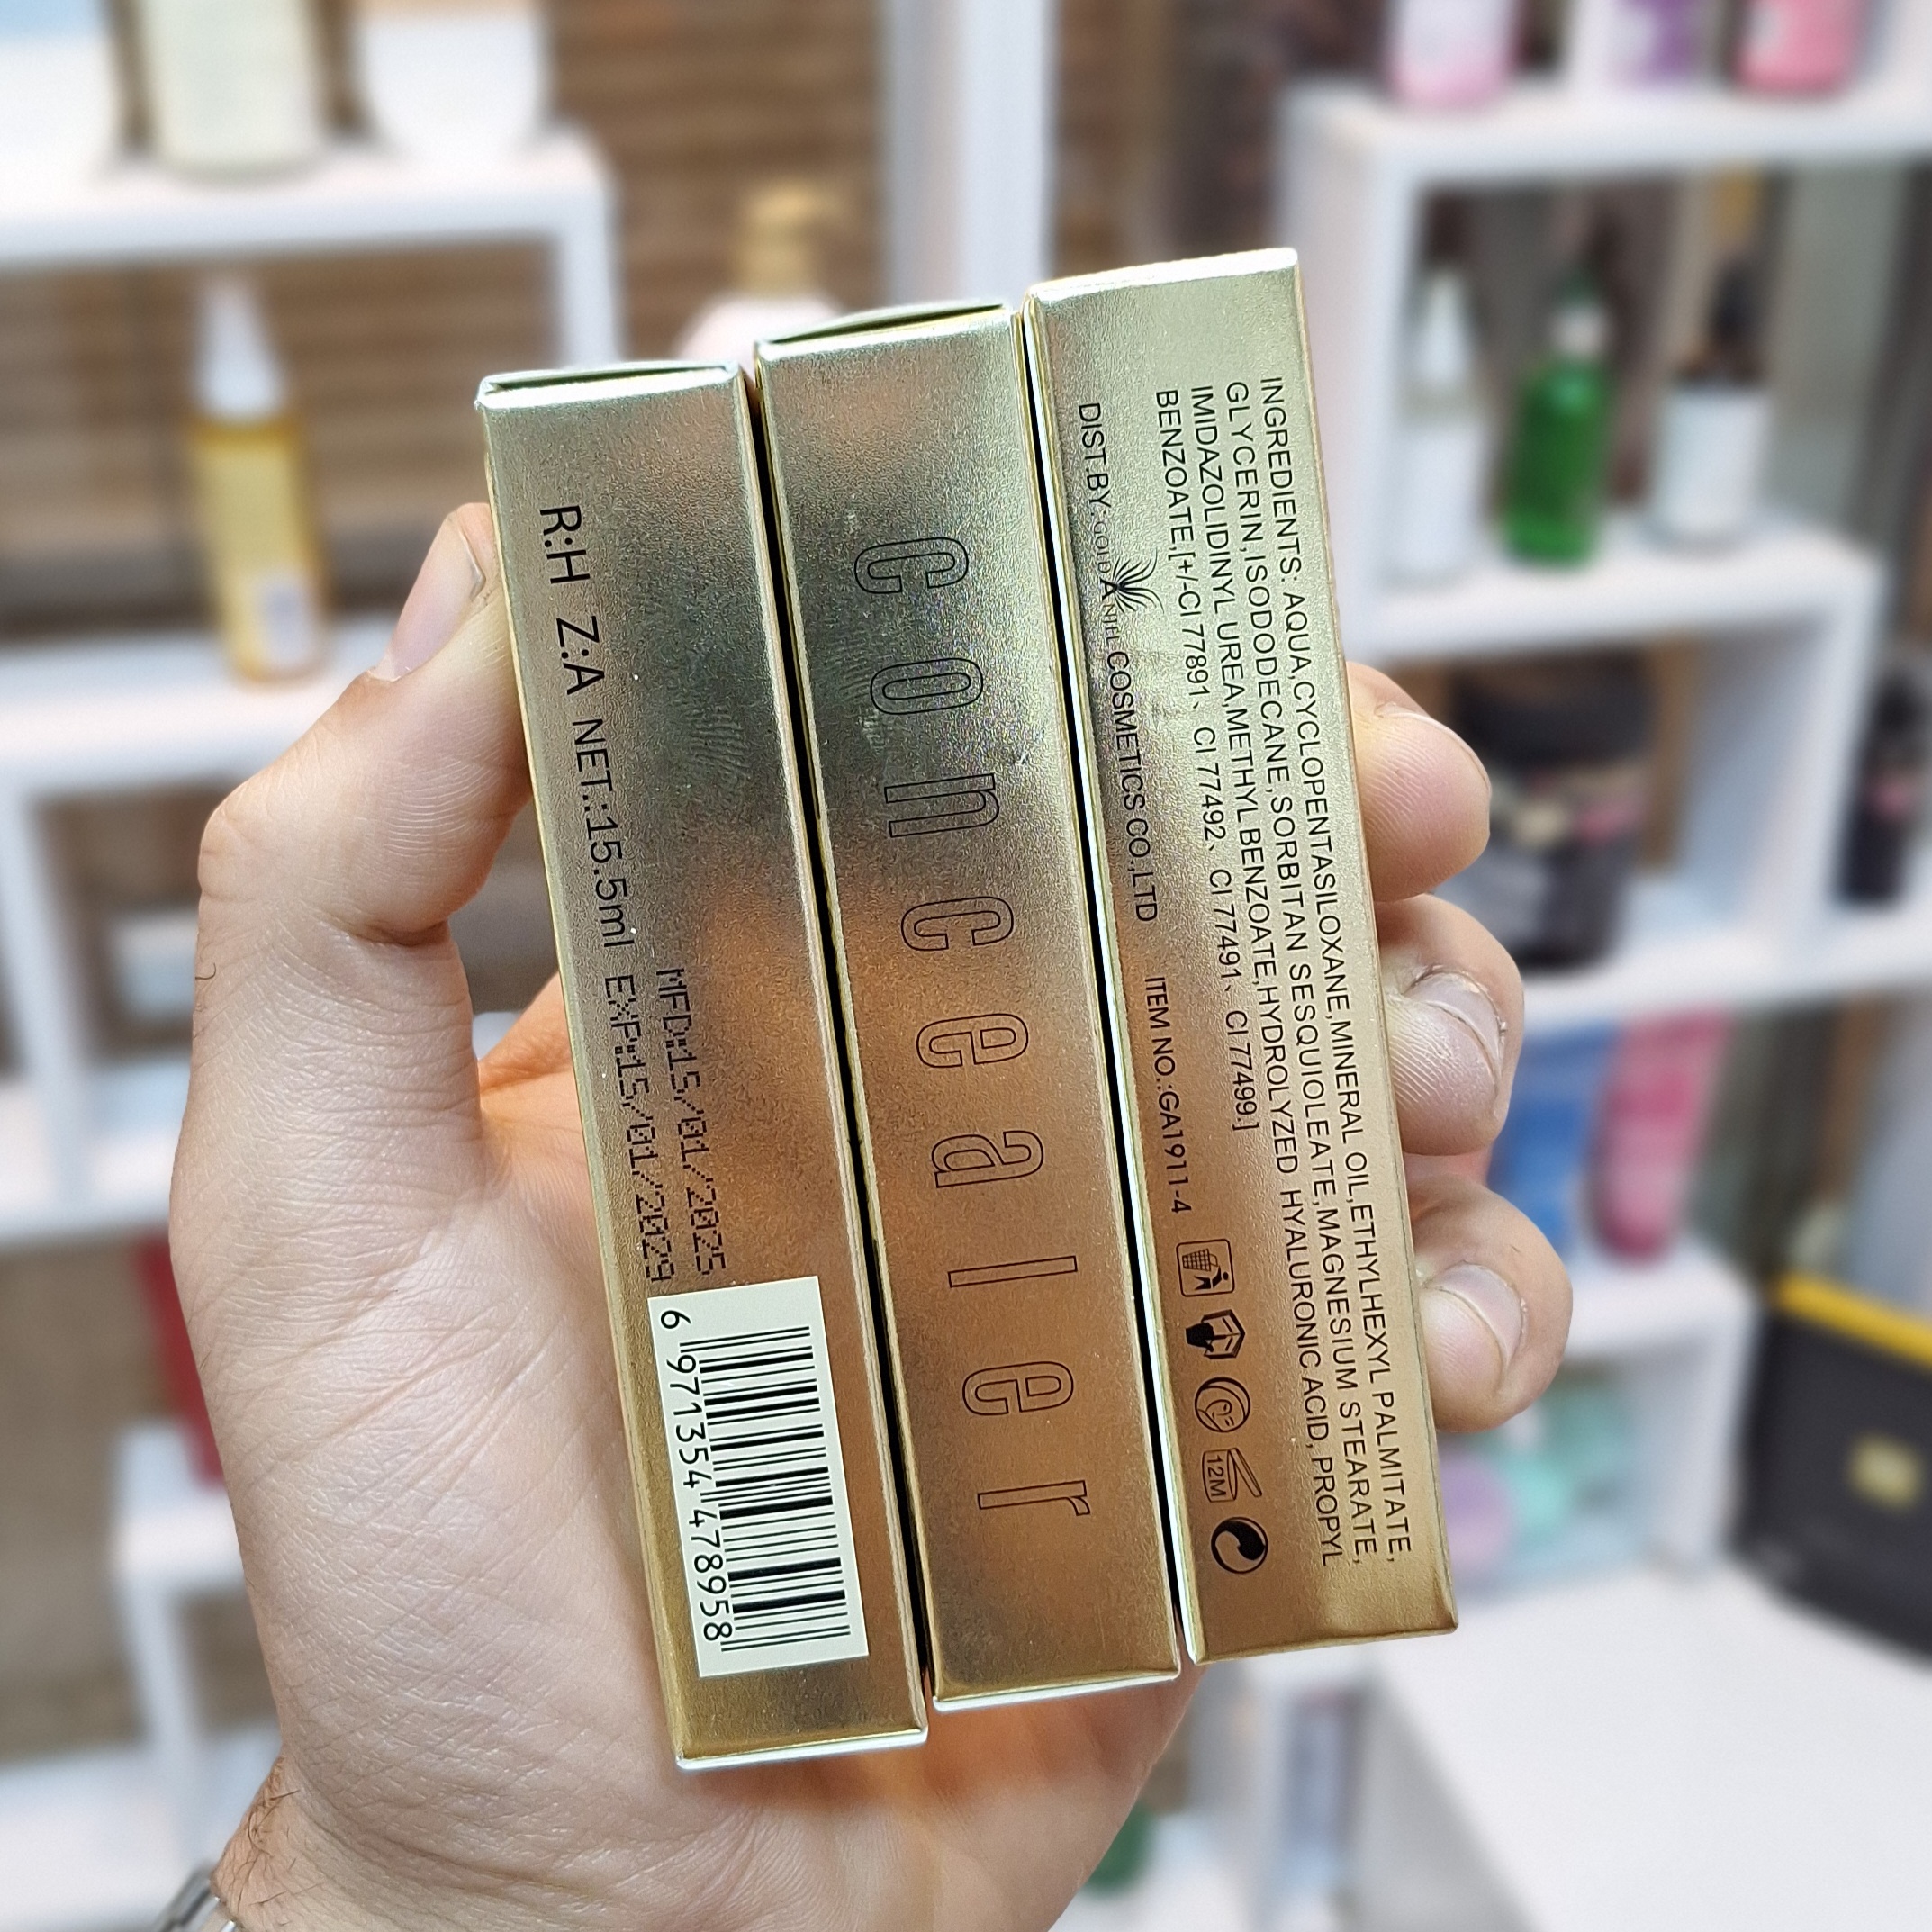 R:H Z:A NET.:15.5ml EXP:15/01/2029
MFD:15/01/2025
6 971354 478958
Concealer
INGREDIENTS: AQUA,CYCLOPENTASILOXANE,MINERAL OIL,ETHYLHEXYL PALMITATE,
GLYCERIN,ISODODECANE,SORBITAN SESQUIOLEATE,MAGNESIUM STEARATE,
IMIDAZOLIDINYL UREA,METHYL BENZOATE,HYDROLYZED HYALURONIC ACID, PROPYL
BENZOATE,[+/-CI 77891、 CI 77492、 CI 77491、 CI 77499.]
DIST.BY: GOLD ANJEL COSMETICS CO.,LTD ITEM NO.:GA1911-4
12M